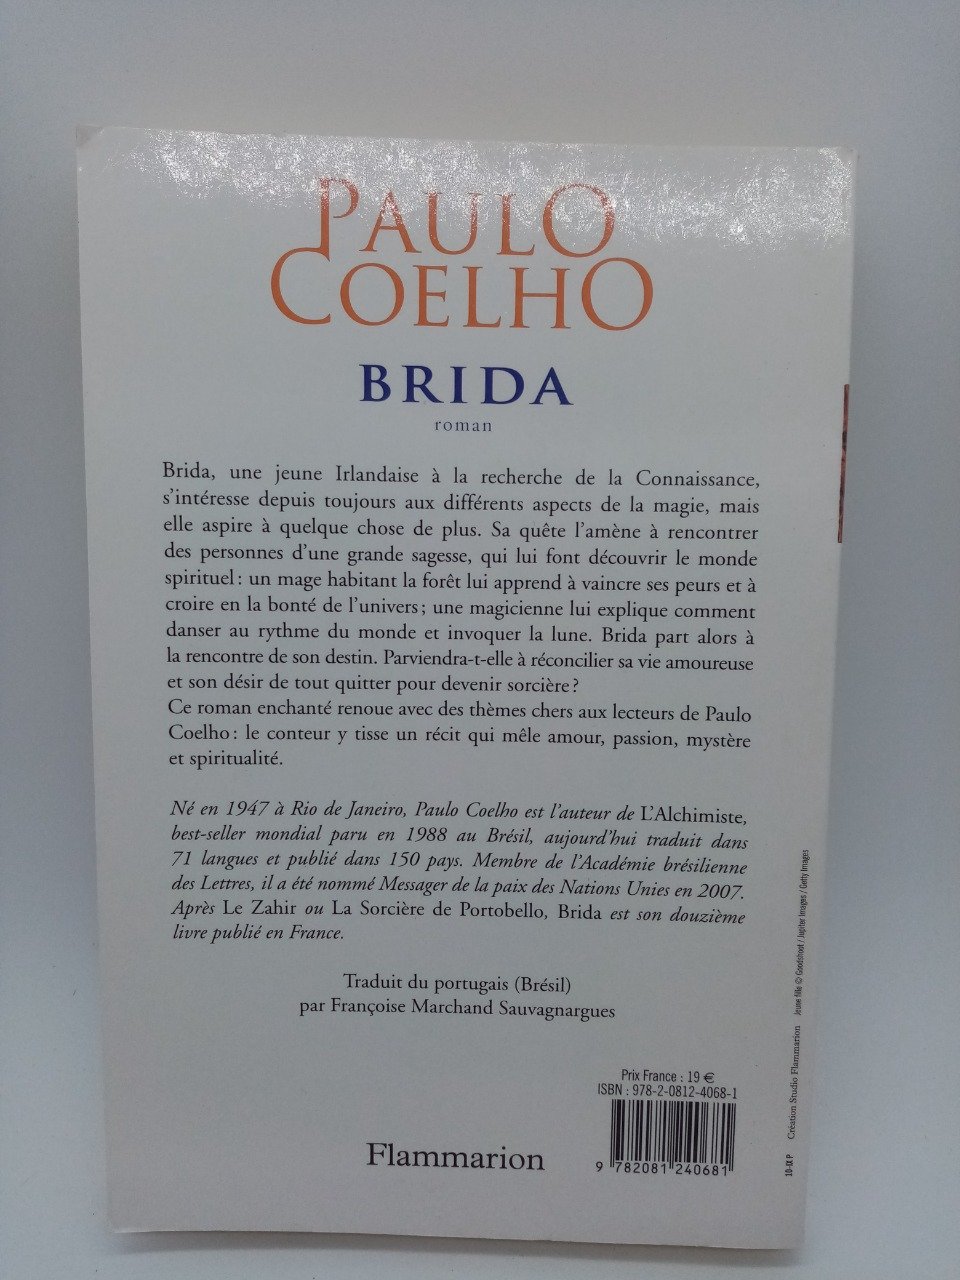 PAULO
COELHO
BRIDA
roman
Brida, une jeune Irlandaise à la recherche de la Connaissance,
s'intéresse depuis toujours aux différents aspects de la magie, mais
elle aspire à quelque chose de plus. Sa quête l'amène à rencontrer
des personnes d'une grande sagesse, qui lui font découvrir le monde
spirituel : un mage habitant la forêt lui apprend à vaincre ses peurs et à
croire en la bonté de l'univers ; une magicienne lui explique comment
danser au rythme du monde et invoquer la lune. Brida part alors à
la rencontre de son destin. Parviendra-t-elle à réconcilier sa vie amoureuse
et son désir de tout quitter pour devenir sorcière ?
Ce roman enchanté renoue avec des thèmes chers aux lecteurs de Paulo
Coelho : le conteur y tisse un récit qui mêle amour, passion, mystère
et spiritualité.
Né en 1947 à Rio de Janeiro, Paulo Coelho est l'auteur de L'Alchimiste,
best-seller mondial paru en 1988 au Brésil, aujourd'hui traduit dans
71 langues et publié dans 150 pays. Membre de l'Académie brésilienne
des Lettres, il a été nommé Messager de la paix des Nations Unies en 2007.
Après Le Zahir ou La Sorcière de Portobello, Brida est son douzième
livre publié en France.
Traduit du portugais (Brésil)
par Françoise Marchand Sauvagnargues
Prix France : 19 €
ISBN : 978-2-0812-4068-1
9 782081 240681
Flammarion
10-IX P Création Studio Flammarion Jeune fille © Goodshoot / Jupiter Images / Getty Images